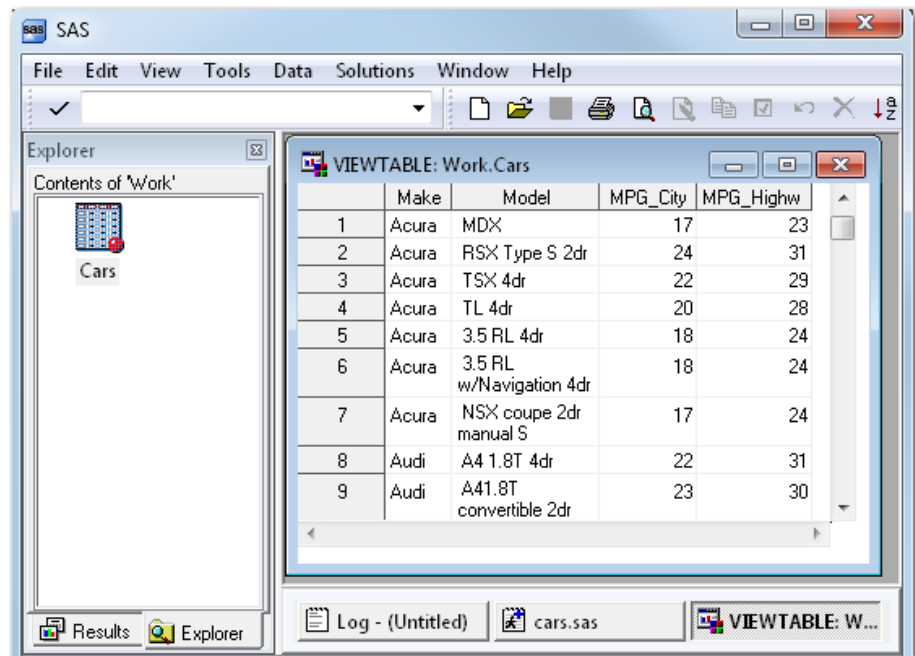 sas SAS
File Edit View Tools Data Solutions Window Help
Explorer
Contents of 'Work'
Cars
VIEWTABLE: Work.Cars
Make Model MPG_City MPG_Highw
1 Acura MDX 17 23
2 Acura RSX Type S 2dr 24 31
3 Acura TSX 4dr 22 29
4 Acura TL 4dr 20 28
5 Acura 3.5 RL 4dr 18 24
6 Acura 3.5 RL 18 24
w/Navigation 4dr
7 Acura NSX coupe 2dr 17 24
manual S
8 Audi A4 1.8T 4dr 22 31
9 Audi A41.8T 23 30
convertible 2dr
Results Explorer
Log - (Untitled) cars.sas VIEWTABLE: W...